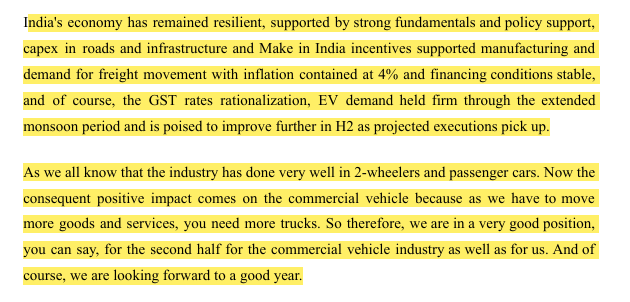 India's economy has remained resilient, supported by strong fundamentals and policy support,
capex in roads and infrastructure and Make in India incentives supported manufacturing and
demand for freight movement with inflation contained at 4% and financing conditions stable,
and of course, the GST rates rationalization, EV demand held firm through the extended
monsoon period and is poised to improve further in H2 as projected executions pick up.

As we all know that the industry has done very well in 2-wheelers and passenger cars. Now the
consequent positive impact comes on the commercial vehicle because as we have to move
more goods and services, you need more trucks. So therefore, we are in a very good position,
you can say, for the second half for the commercial vehicle industry as well as for us. And of
course, we are looking forward to a good year.